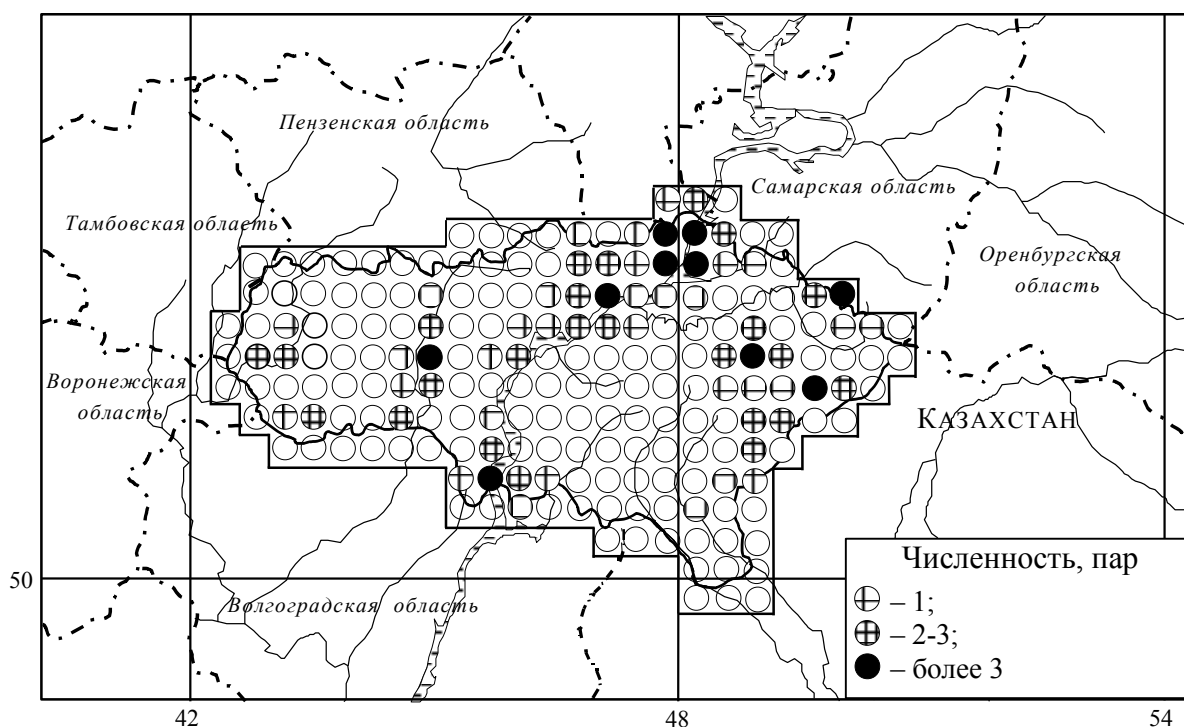 Пензенская область
Самарская область
Тамбовская область
Оренбургская
область
Воронежская
область
КАЗАХСТАН
Численность, пар
– 1;
– 2-3;
– более 3
50
Волгоградская область
42
48
54